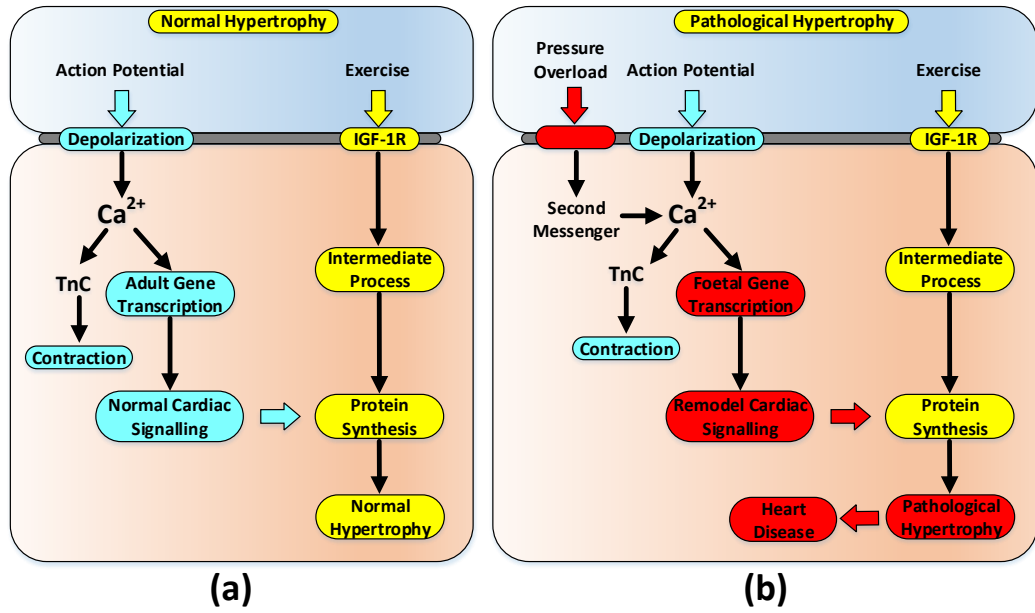 Normal Hypertrophy
Action Potential
Exercise
Depolarization
IGF-1R
Ca2+
TnC
Adult Gene
Transcription
Intermediate
Process
Contraction
Normal Cardiac
Signalling
Protein
Synthesis
Normal
Hypertrophy
(a)
Pathological Hypertrophy
Pressure
Overload
Action Potential
Exercise
Depolarization
IGF-1R
Second
Messenger
Ca2+
TnC
Foetal Gene
Transcription
Intermediate
Process
Contraction
Remodel Cardiac
Signalling
Protein
Synthesis
Heart
Disease
Pathological
Hypertrophy
(b)